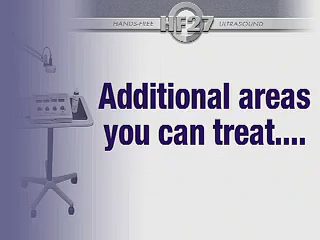 HANDS-FREE HF27 ULTRASOUND
Additional areas
you can treat....